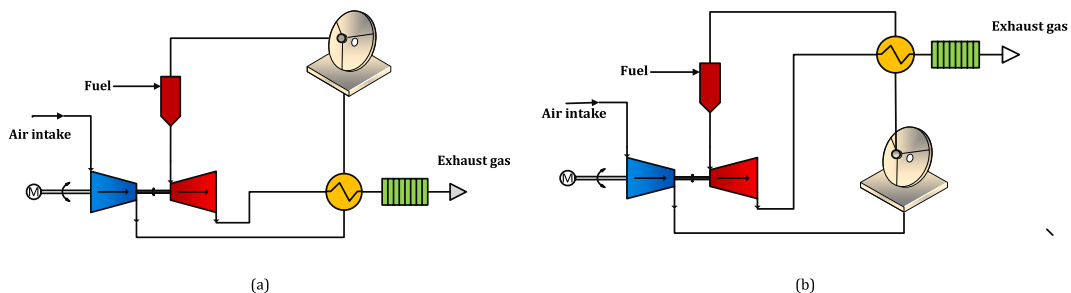 Fuel
Air intake
M
Exhaust gas
(a)
Exhaust gas
Fuel
Air intake
M
(b)